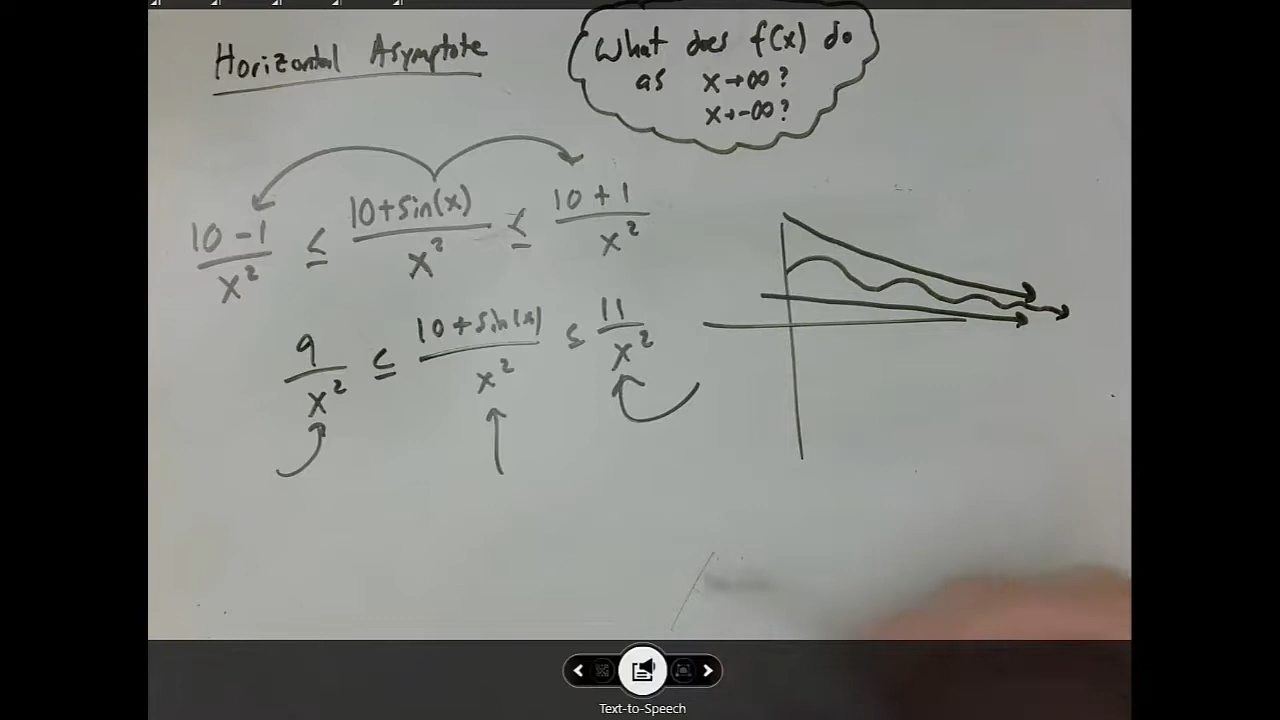 Horizontal Asymptote
What does f(x) do
as x→∞?
x→-∞?
10-1/x² ≤ 10+sin(x)/x² ≤ 10+1/x²
9/x² ≤ 10+sin(x)/x² ≤ 11/x²
Text-to-Speech